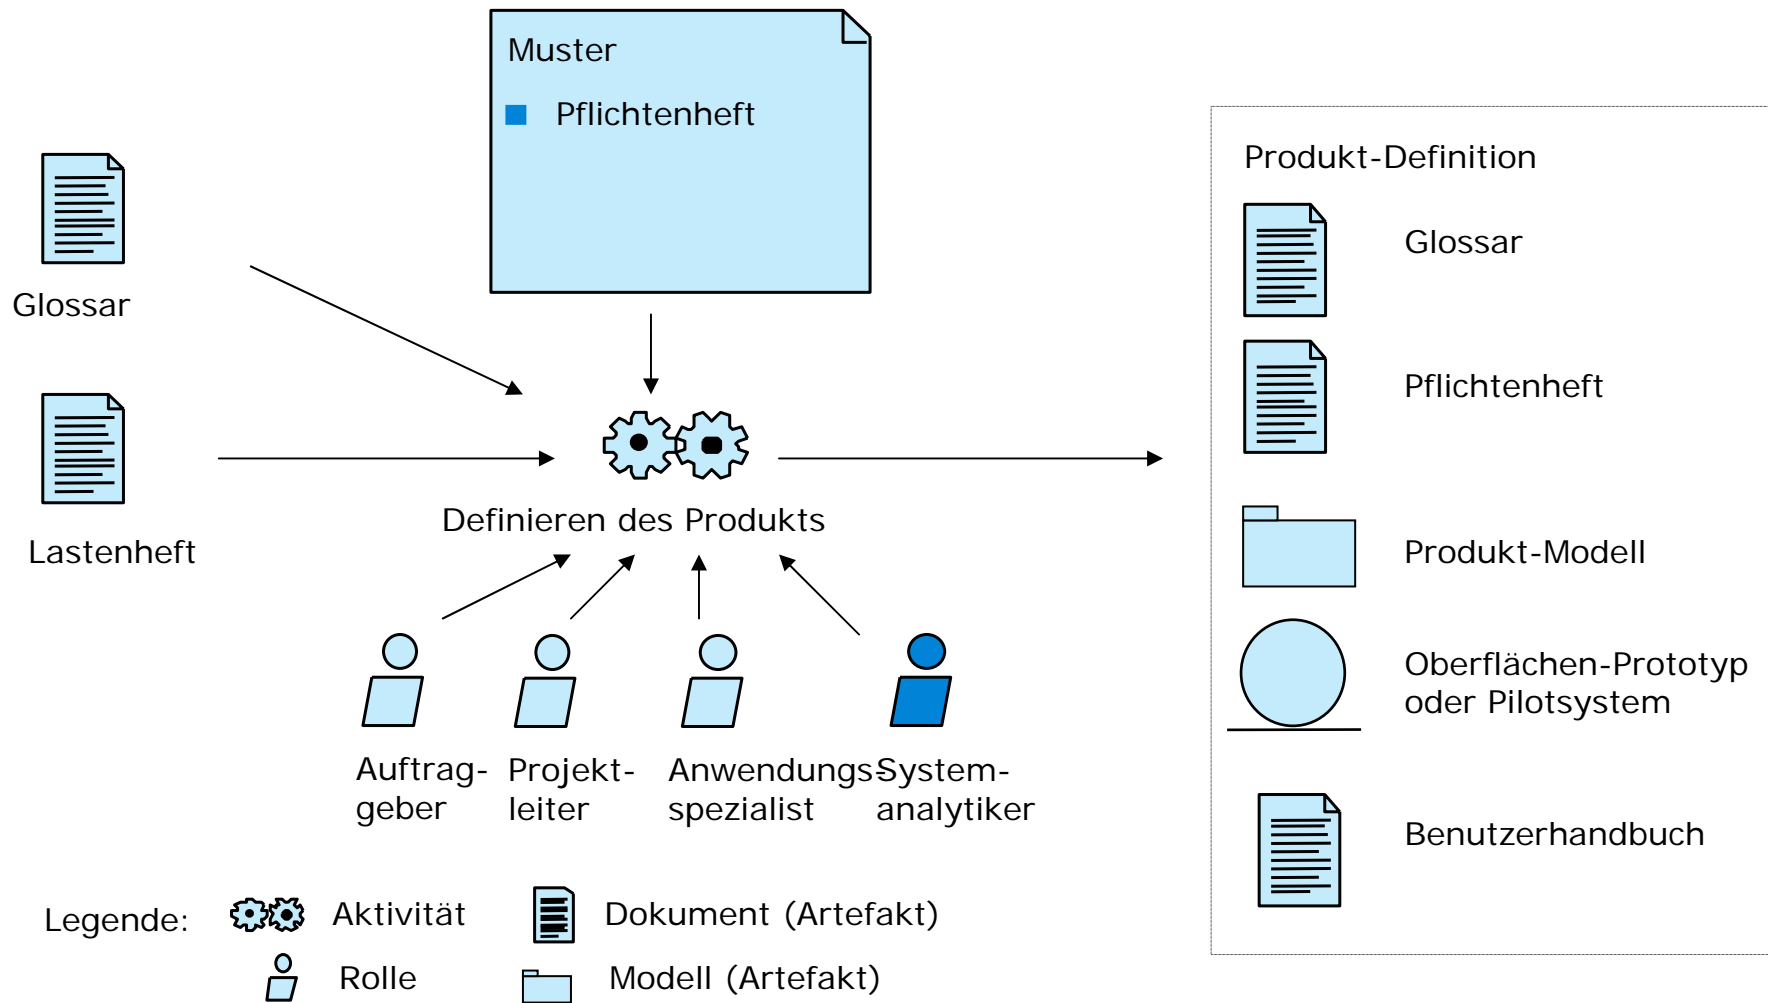 Muster
Pflichtenheft
Glossar
Lastenheft
Definieren des Produkts
Auftrag-
geber
Projekt-
leiter
Anwendungs-
spezialist
System-
analytiker
Produkt-Definition
Glossar
Pflichtenheft
Produkt-Modell
Oberflächen-Prototyp
oder Pilotsystem
Benutzerhandbuch
Legende:
Aktivität
Dokument (Artefakt)
Rolle
Modell (Artefakt)